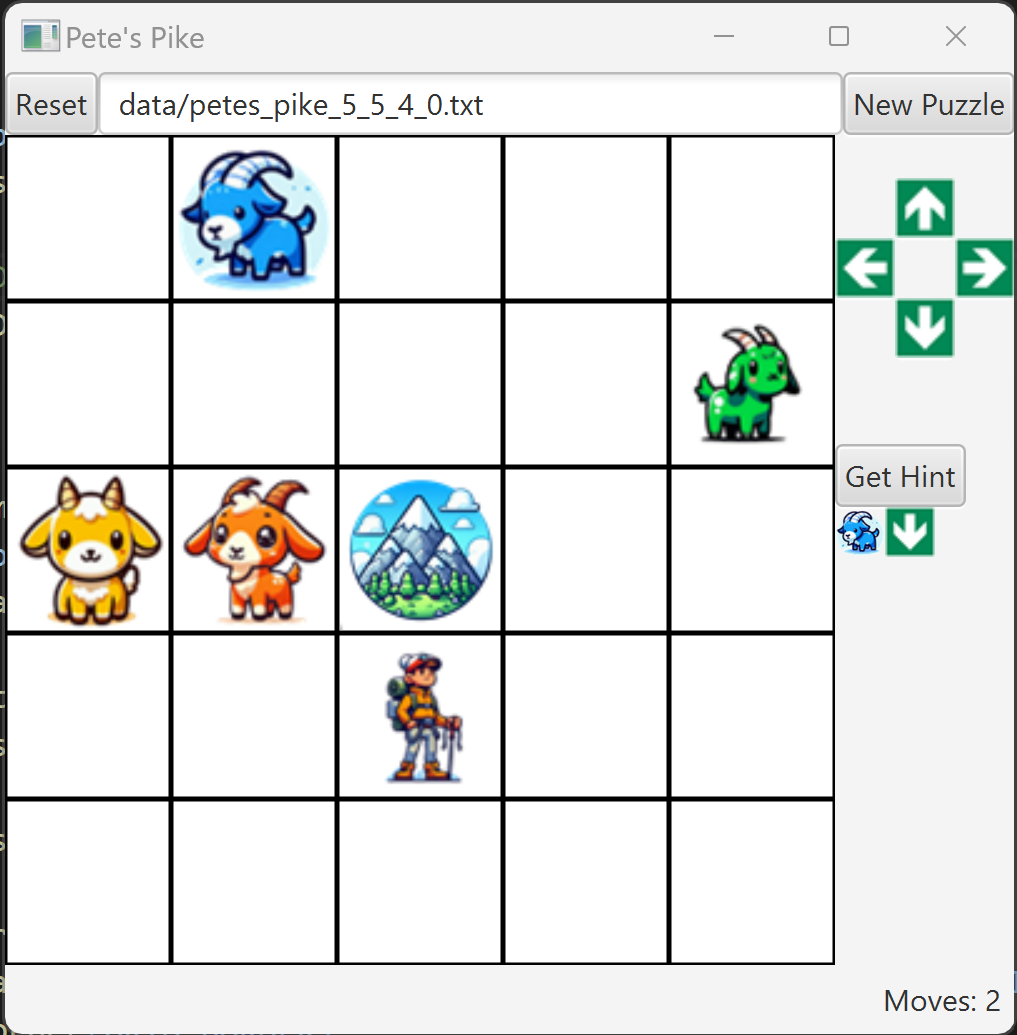 Pete's Pike
Reset data/petes_pike_5_5_4_0.txt New Puzzle
Get Hint
Moves: 2